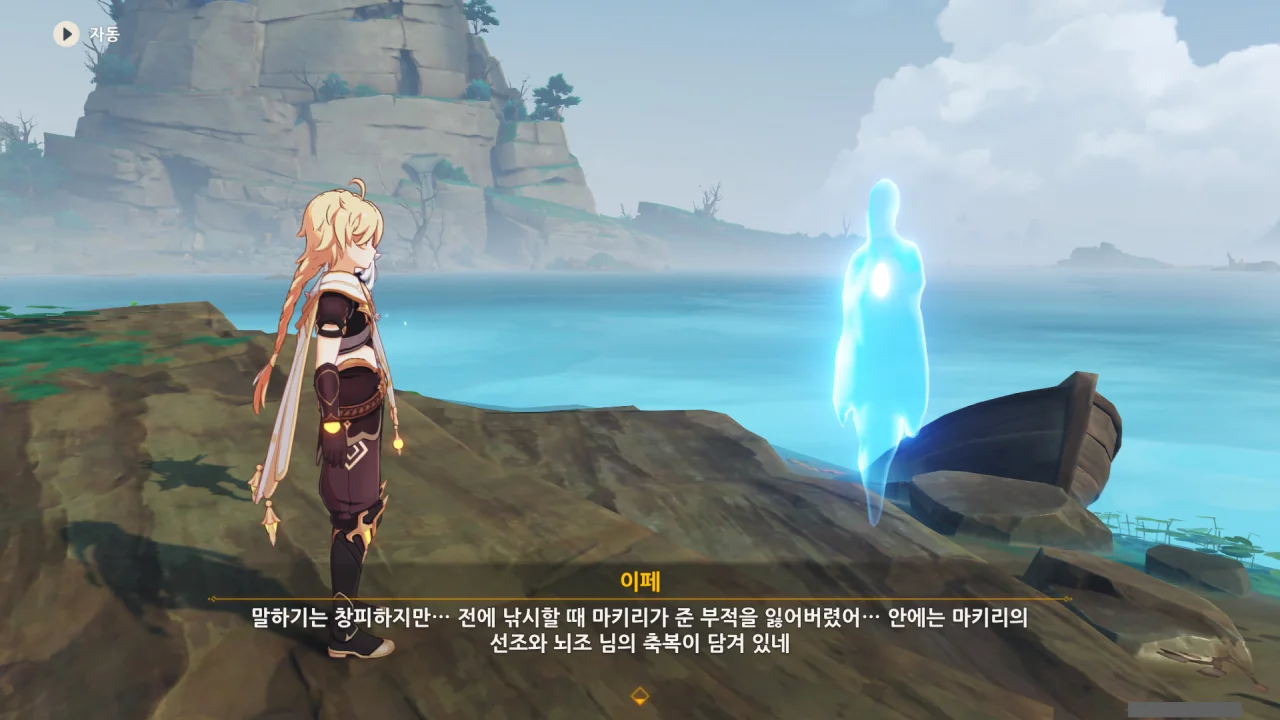 자동
이페
말하기는 창피하지만… 전에 낚시할 때 마키리가 준 부적을 잃어버렸어… 안에는 마키리의
선조와 뇌조 님의 축복이 담겨 있네